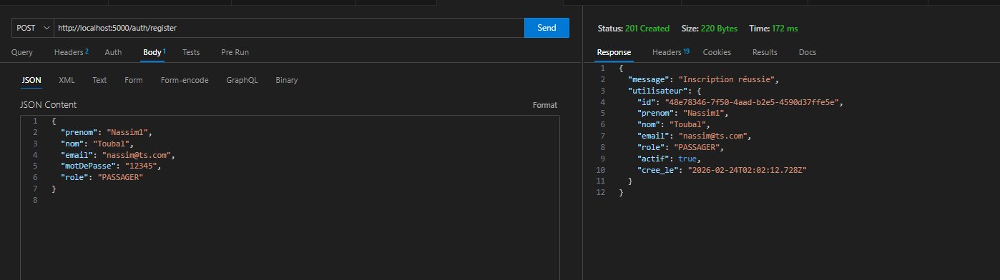 POST http://localhost:5000/auth/register Send
Query Headers 2 Auth Body 1 Tests Pre Run
JSON XML Text Form Form-encode GraphQL Binary
JSON Content Format
1 {
2 "prenom": "Nassim1",
3 "nom": "Toubal",
4 "email": "nassim@ts.com",
5 "motDePasse": "12345",
6 "role": "PASSAGER"
7 }
8
Status: 201 Created Size: 220 Bytes Time: 172 ms
Response Headers 19 Cookies Results Docs
1 {
2 "message": "Inscription réussie",
3 "utilisateur": {
4 "id": "48e78346-7f50-4aad-b2e5-4590d37ffe5e",
5 "prenom": "Nassim1",
6 "nom": "Toubal",
7 "email": "nassim@ts.com",
8 "role": "PASSAGER",
9 "actif": true,
10 "cree_le": "2026-02-24T02:02:12.728Z"
11 }
12 }